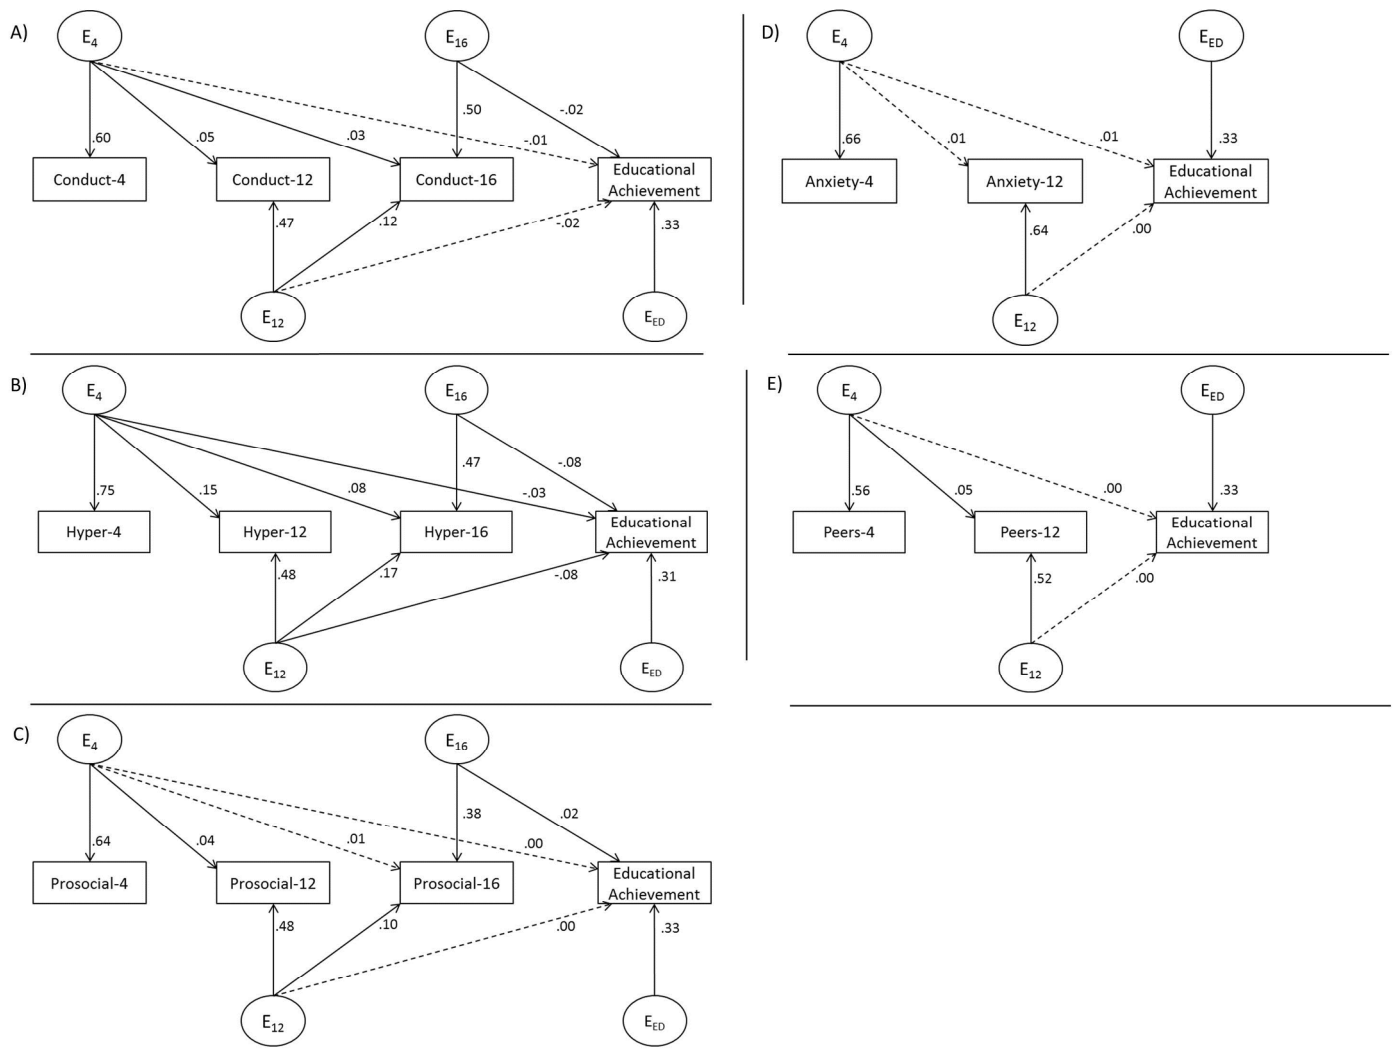 A)
E4
E16
.60
.05
.03
.50
-.02
-.01
Conduct-4
Conduct-12
Conduct-16
Educational
Achievement
.47
.12
-.02
.33
E12
EED
D)
E4
EED
.66
.01
.01
.33
Anxiety-4
Anxiety-12
Educational
Achievement
.64
.00
E12
B)
E4
E16
.75
.15
.08
.47
-.08
-.03
Hyper-4
Hyper-12
Hyper-16
Educational
Achievement
.48
.17
-.08
.31
E12
EED
E)
E4
EED
.56
.05
.00
.33
Peers-4
Peers-12
Educational
Achievement
.52
.00
E12
C)
E4
E16
.64
.04
.01
.38
.02
.00
Prosocial-4
Prosocial-12
Prosocial-16
Educational
Achievement
.48
.10
.00
.33
E12
EED